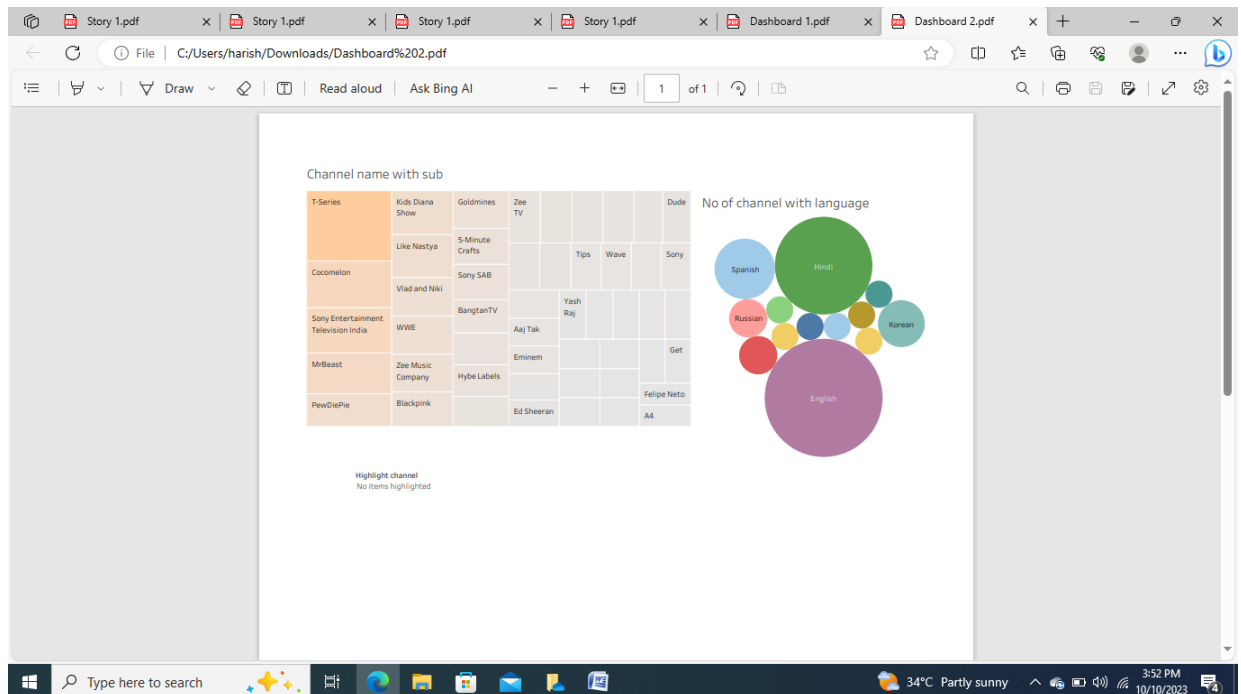 Story 1.pdf
Story 1.pdf
Story 1.pdf
Story 1.pdf
Dashboard 1.pdf
Dashboard 2.pdf
File
C:/Users/harish/Downloads/Dashboard%202.pdf
Draw
Read aloud
Ask Bing AI
1
of 1
Channel name with sub
T-Series
Cocomelon
Sony Entertainment
Television India
MrBeast
PewDiePie
Kids Diana
Show
Like Nastya
Vlad and Niki
WWE
Zee Music
Company
Blackpink
Goldmines
5-Minute
Crafts
Sony SAB
BangtanTV
Hybe Labels
Zee
TV
Dude
Tips
Wave
Sony
Yash
Raj
Aaj Tak
Eminem
Ed Sheeran
Get
Felipe Neto
A4
No of channel with language
Spanish
Hindi
Russian
Korean
English
Highlight channel
No items highlighted
Type here to search
34°C Partly sunny
3:52 PM
10/10/2023
4